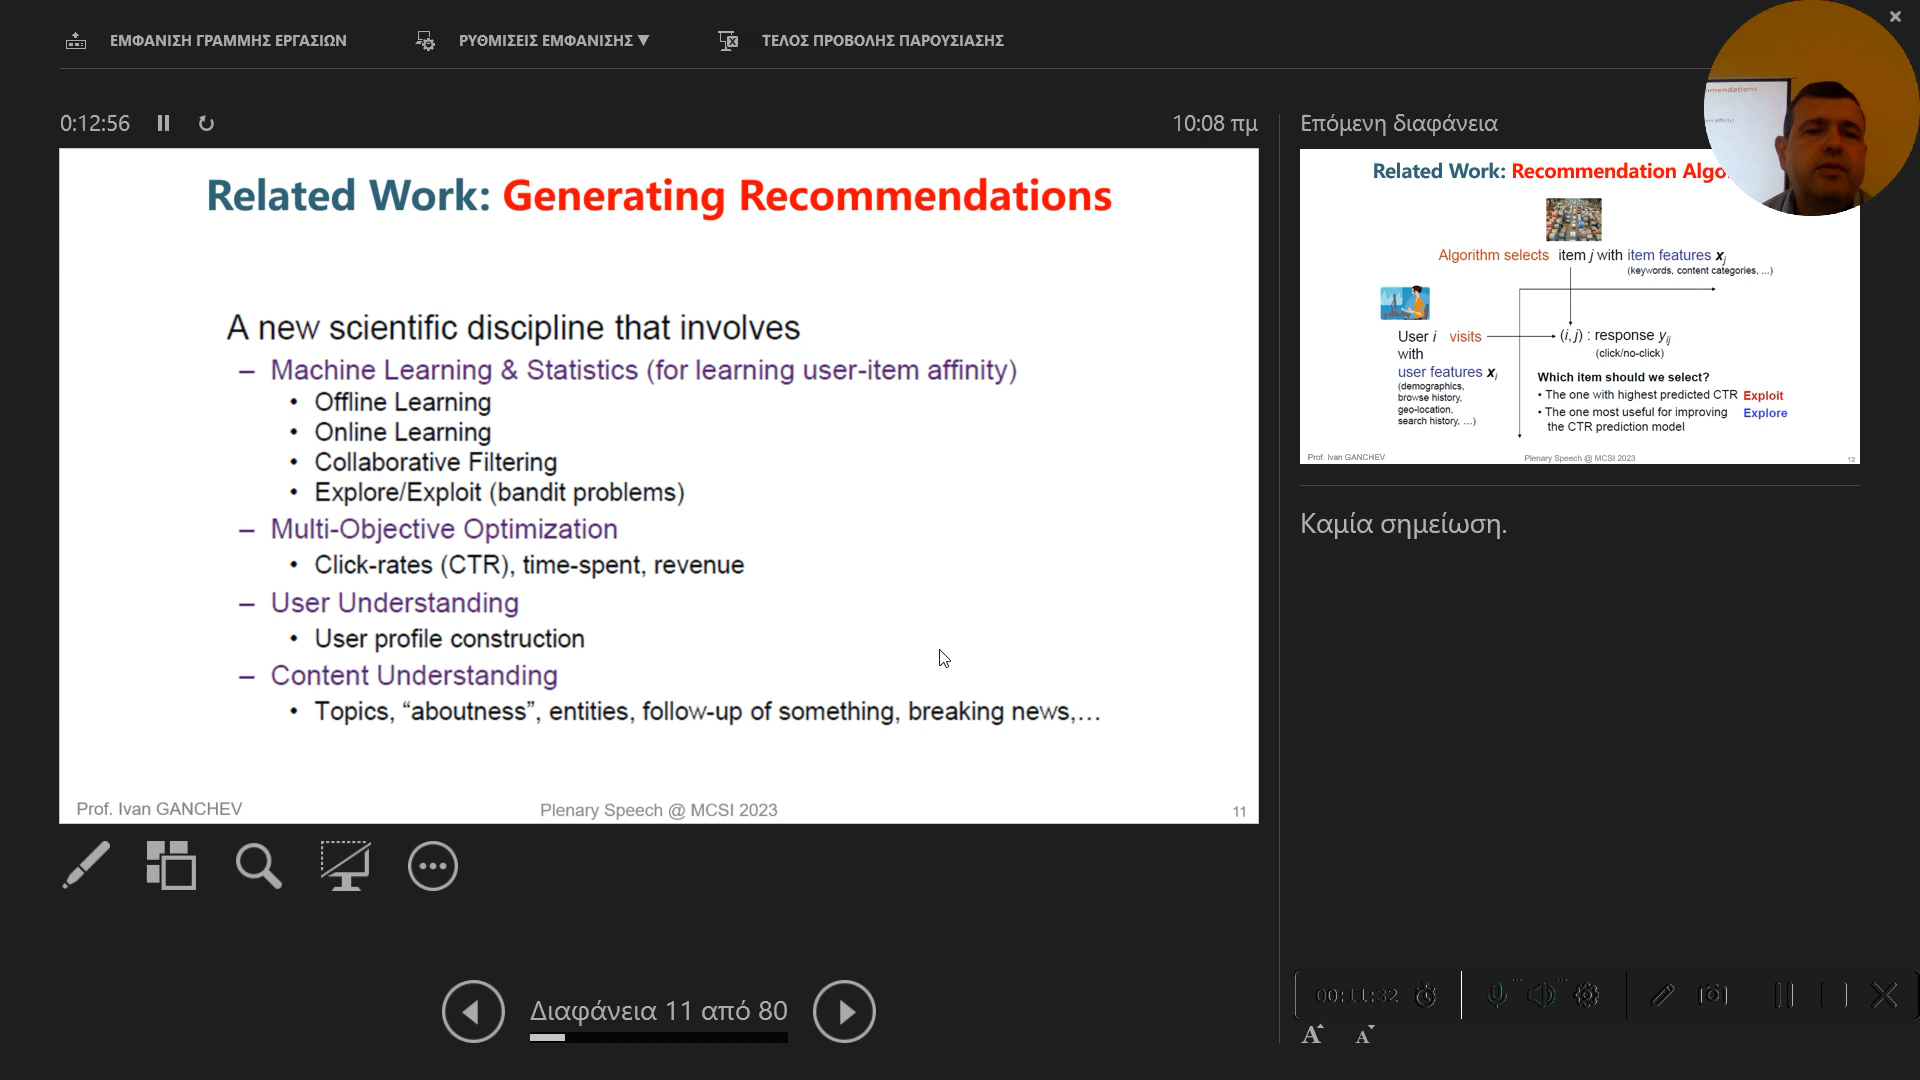 ΕΜΦΑΝΙΣΗ ΓΡΑΜΜΗΣ ΕΡΓΑΣΙΩΝ
ΡΥΘΜΙΣΕΙΣ ΕΜΦΑΝΙΣΗΣ ▼
ΤΕΛΟΣ ΠΡΟΒΟΛΗΣ ΠΑΡΟΥΣΙΑΣΗΣ
0:12:56
10:08 πμ
Related Work: Generating Recommendations
A new scientific discipline that involves
– Machine Learning & Statistics (for learning user-item affinity)
• Offline Learning
• Online Learning
• Collaborative Filtering
• Explore/Exploit (bandit problems)
– Multi-Objective Optimization
• Click-rates (CTR), time-spent, revenue
– User Understanding
• User profile construction
– Content Understanding
• Topics, “aboutness”, entities, follow-up of something, breaking news,…
Prof. Ivan GANCHEV
Plenary Speech @ MCSI 2023
11
Διαφάνεια 11 από 80
Επόμενη διαφάνεια
Related Work: Recommendation Algo
Algorithm selects item j with item features xj
(keywords, content categories, ...)
User i visits
with
user features xi
(demographics,
browse history,
geo-location,
search history, ...)
(i,j) : response yij
(click/no-click)
Which item should we select?
• The one with highest predicted CTR Exploit
• The one most useful for improving Explore
the CTR prediction model
Prof. Ivan GANCHEV
Plenary Speech @ MCSI 2023
12
Καμία σημείωση.
00:11:32
A A